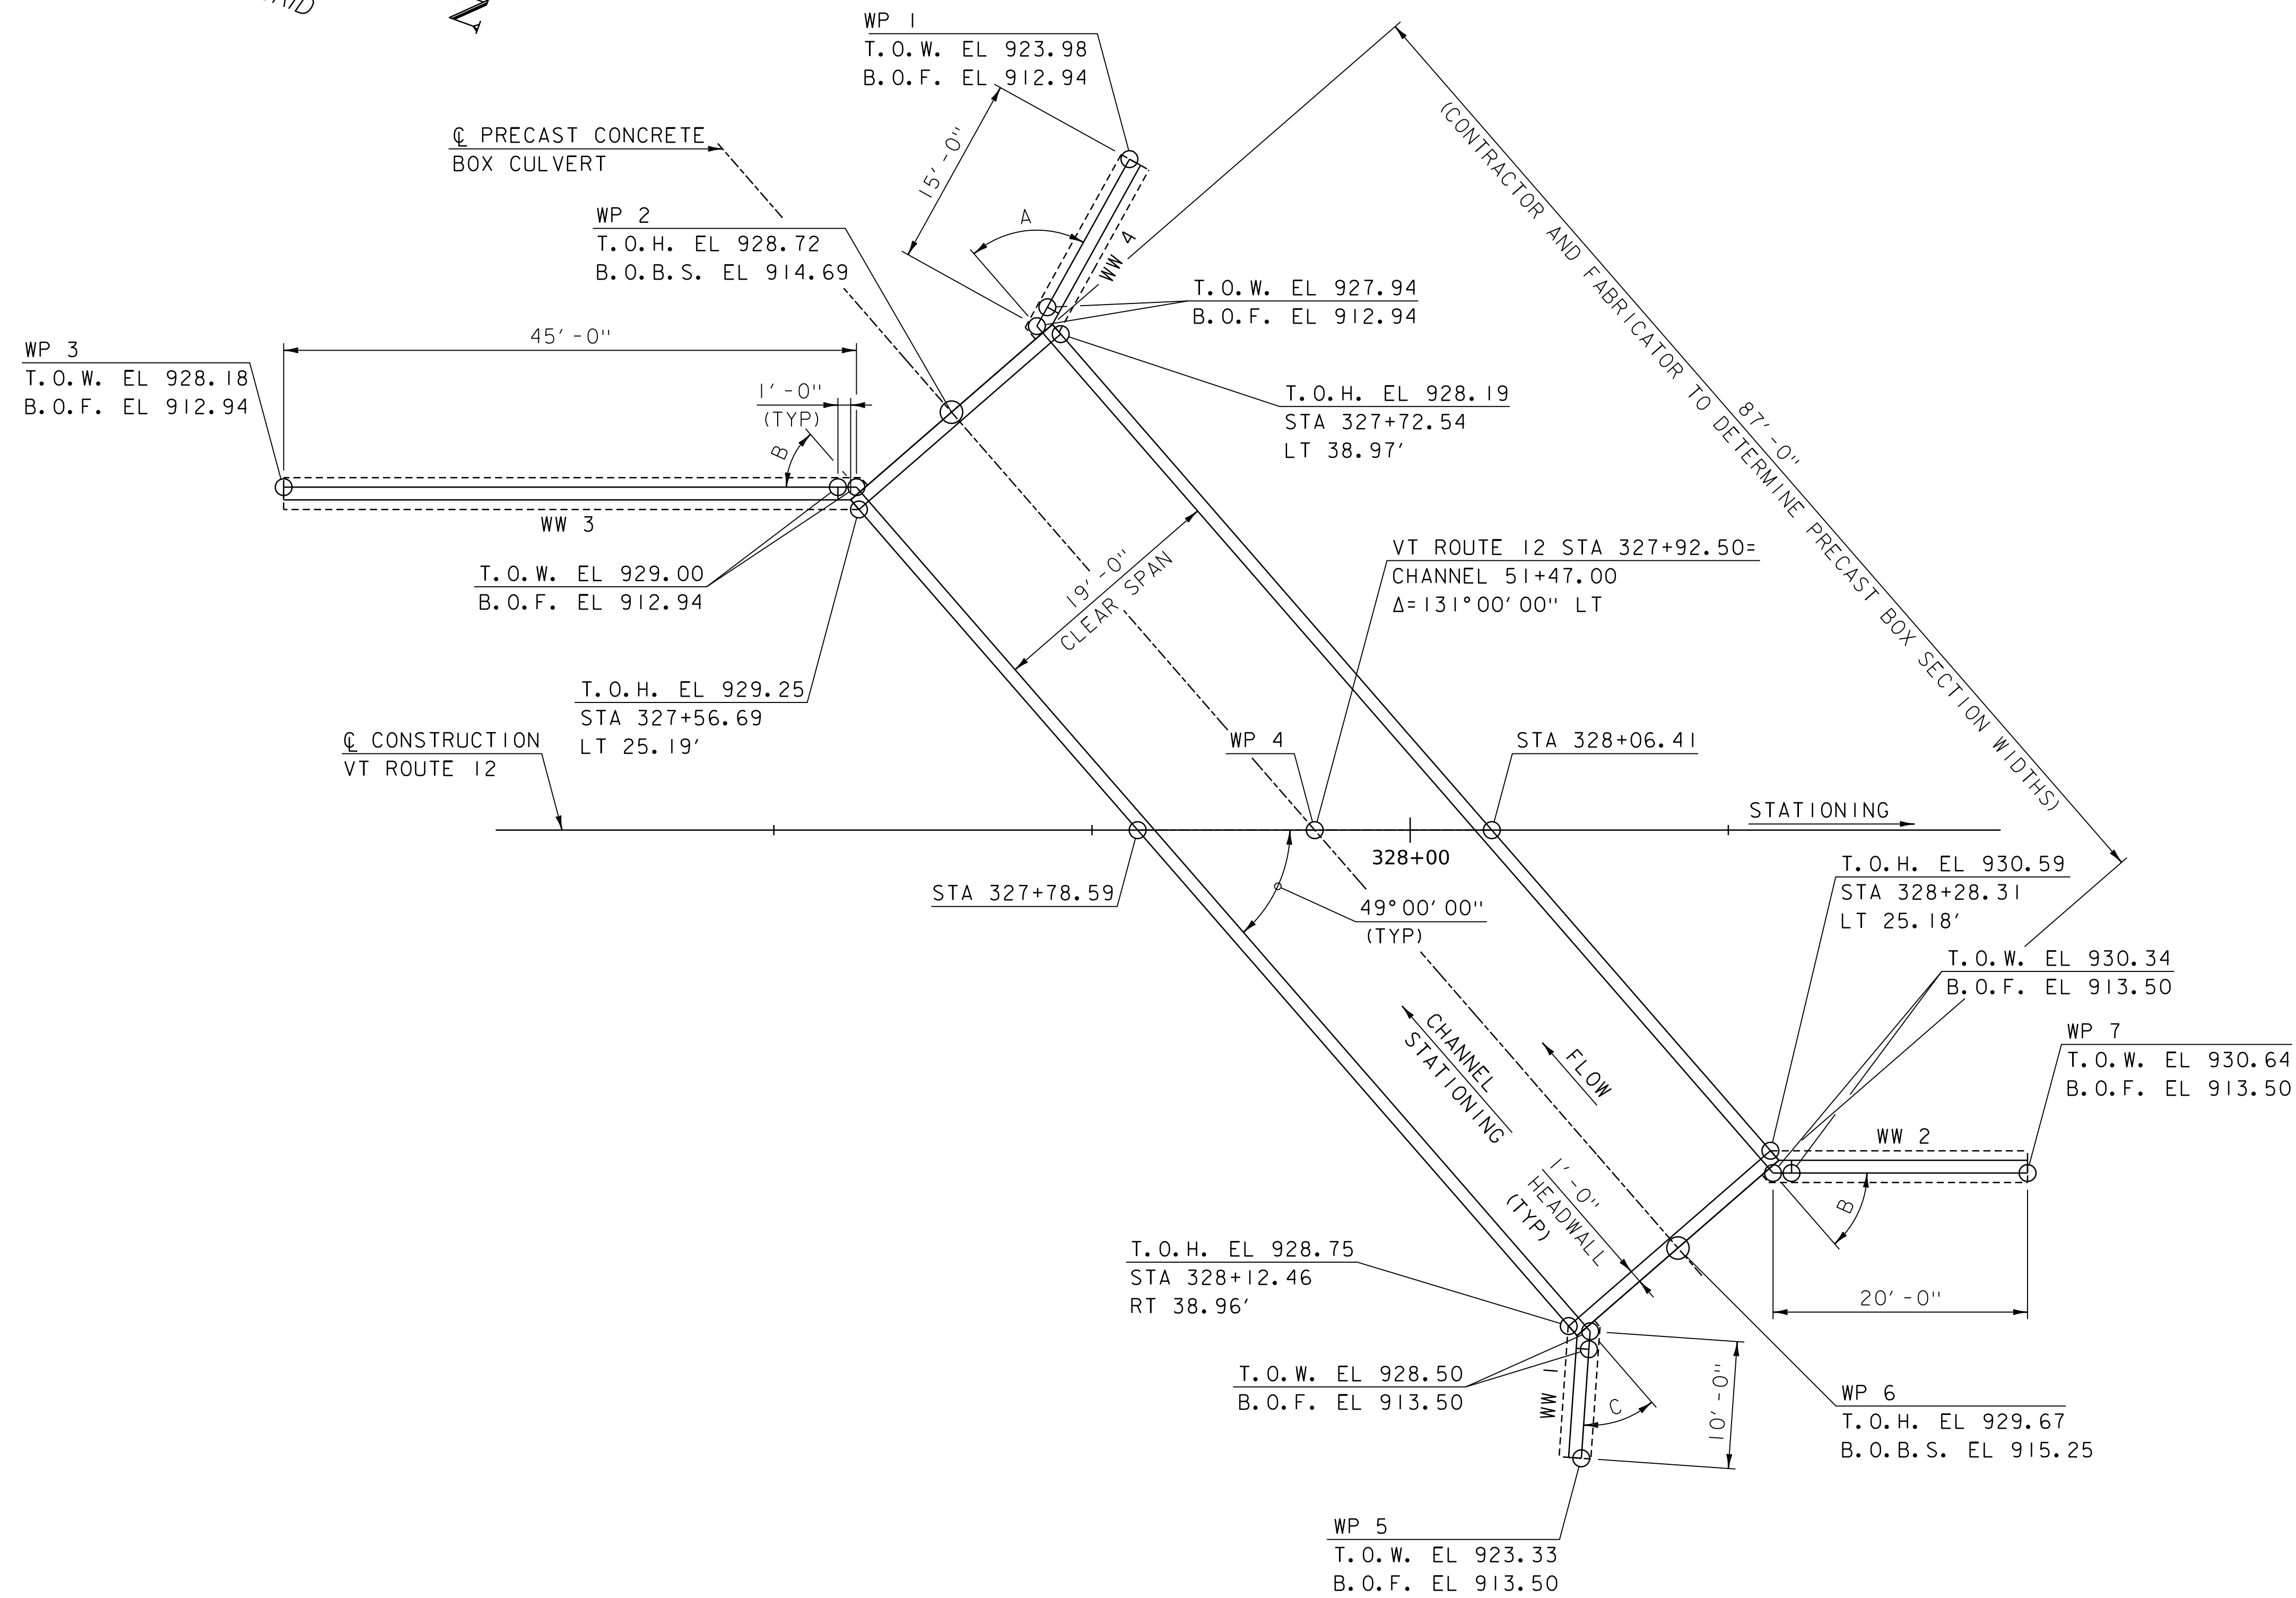 WP 1
T.O.W. EL 923.98
B.O.F. EL 912.94
15'-0"
℄ PRECAST CONCRETE
BOX CULVERT
A
WW 4
(CONTRACTOR AND FABRICATOR TO DETERMINE PRECAST BOX SECTION WIDTHS)
87'-0"
WP 2
T.O.H. EL 928.72
B.O.B.S. EL 914.69
T.O.W. EL 927.94
B.O.F. EL 912.94
WP 3
T.O.W. EL 928.18
B.O.F. EL 912.94
45'-0"
1'-0"
(TYP)
B
T.O.H. EL 928.19
STA 327+72.54
LT 38.97'
WW 3
T.O.W. EL 929.00
B.O.F. EL 912.94
19'-0"
CLEAR SPAN
VT ROUTE 12 STA 327+92.50=
CHANNEL 51+47.00
Δ=131°00'00" LT
T.O.H. EL 929.25
STA 327+56.69
LT 25.19'
℄ CONSTRUCTION
VT ROUTE 12
WP 4
STA 328+06.41
STATIONING
328+00
STA 327+78.59
49°00'00"
(TYP)
T.O.H. EL 930.59
STA 328+28.31
LT 25.18'
T.O.W. EL 930.34
B.O.F. EL 913.50
CHANNEL
STATIONING
FLOW
WP 7
T.O.W. EL 930.64
B.O.F. EL 913.50
WW 2
B
1'-0"
HEADWALL
(TYP)
20'-0"
T.O.H. EL 928.75
STA 328+12.46
RT 38.96'
T.O.W. EL 928.50
B.O.F. EL 913.50
WW 1
C
10'-0"
WP 6
T.O.H. EL 929.67
B.O.B.S. EL 915.25
WP 5
T.O.W. EL 923.33
B.O.F. EL 913.50